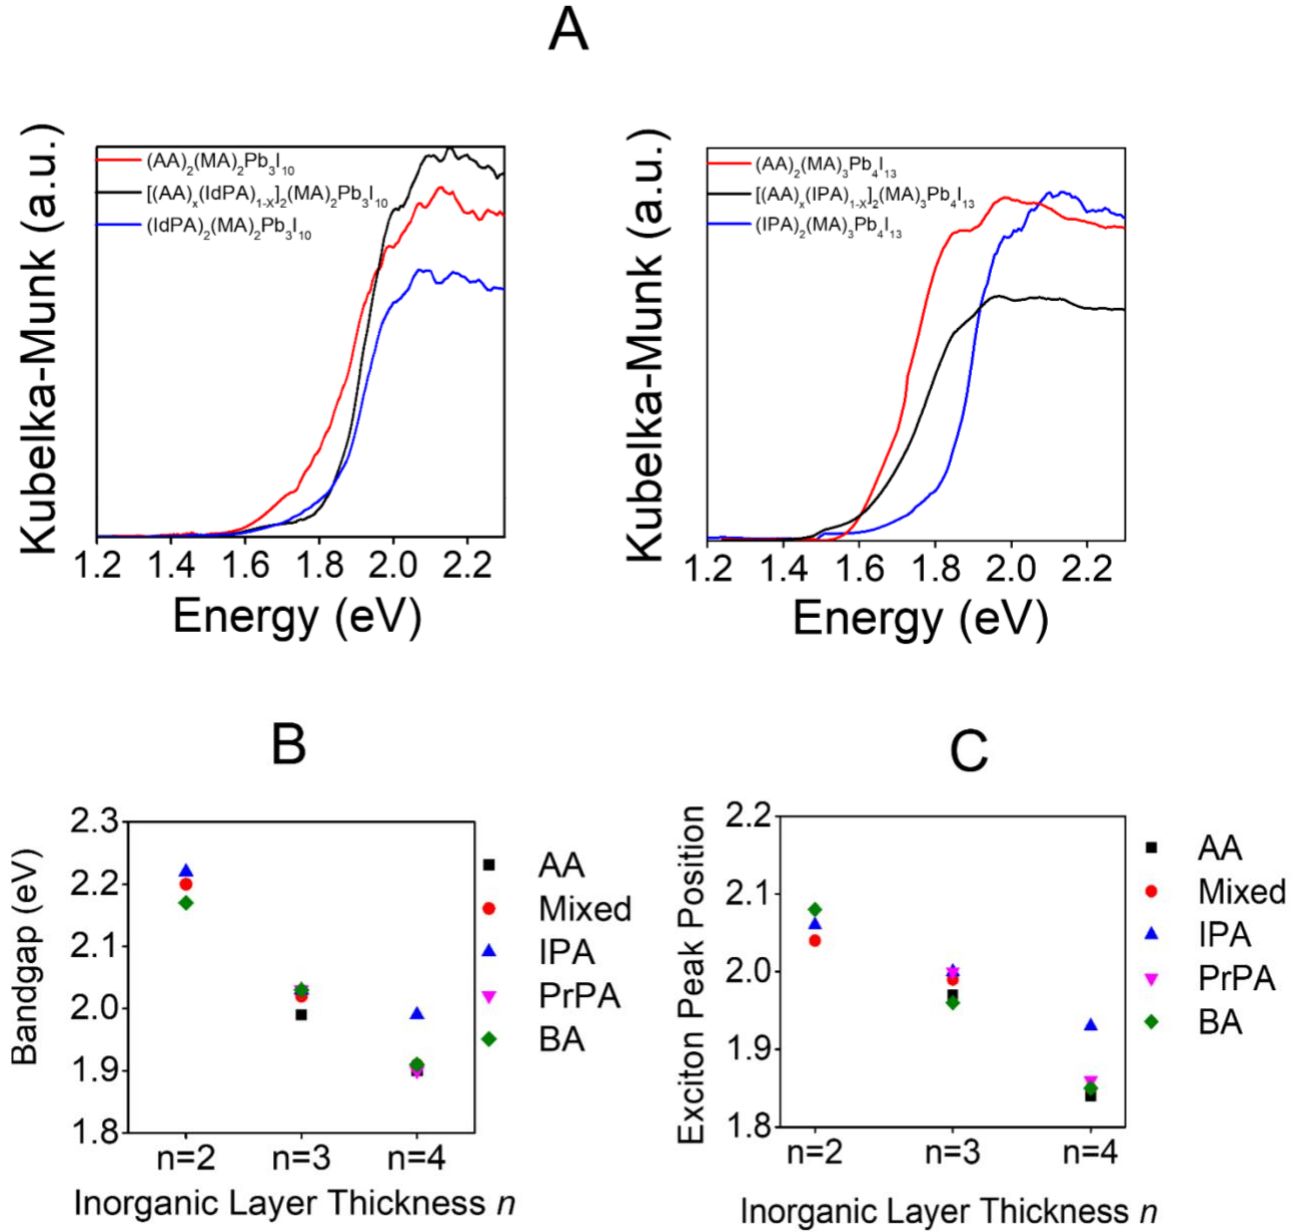 A
Kubelka-Munk (a.u.)
(AA)₂(MA)₂Pb₃I₁₀
[(AA)ₓ(IdPA)₁₋ₓ]₂(MA)₂Pb₃I₁₀
(IdPA)₂(MA)₂Pb₃I₁₀
1.2 1.4 1.6 1.8 2.0 2.2
Energy (eV)
Kubelka-Munk (a.u.)
(AA)₂(MA)₃Pb₄I₁₃
[(AA)ₓ(IPA)₁₋ₓ]₂(MA)₃Pb₄I₁₃
(IPA)₂(MA)₃Pb₄I₁₃
1.2 1.4 1.6 1.8 2.0 2.2
Energy (eV)
B
Bandgap (eV)
2.3
2.2
2.1
2.0
1.9
1.8
n=2 n=3 n=4
Inorganic Layer Thickness n
AA
Mixed
IPA
PrPA
BA
C
Exciton Peak Position
2.2
2.1
2.0
1.9
1.8
n=2 n=3 n=4
Inorganic Layer Thickness n
AA
Mixed
IPA
PrPA
BA